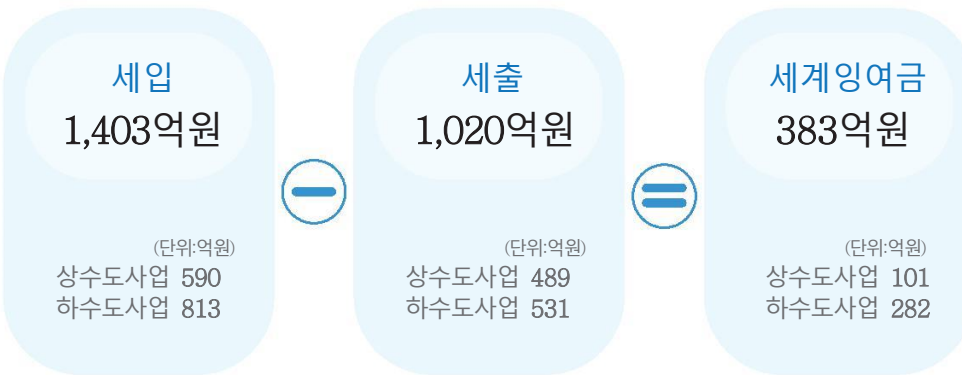 세입
1,403억원
(단위:억원)
상수도사업 590
하수도사업 813
세출
1,020억원
(단위:억원)
상수도사업 489
하수도사업 531
세계잉여금
383억원
(단위:억원)
상수도사업 101
하수도사업 282